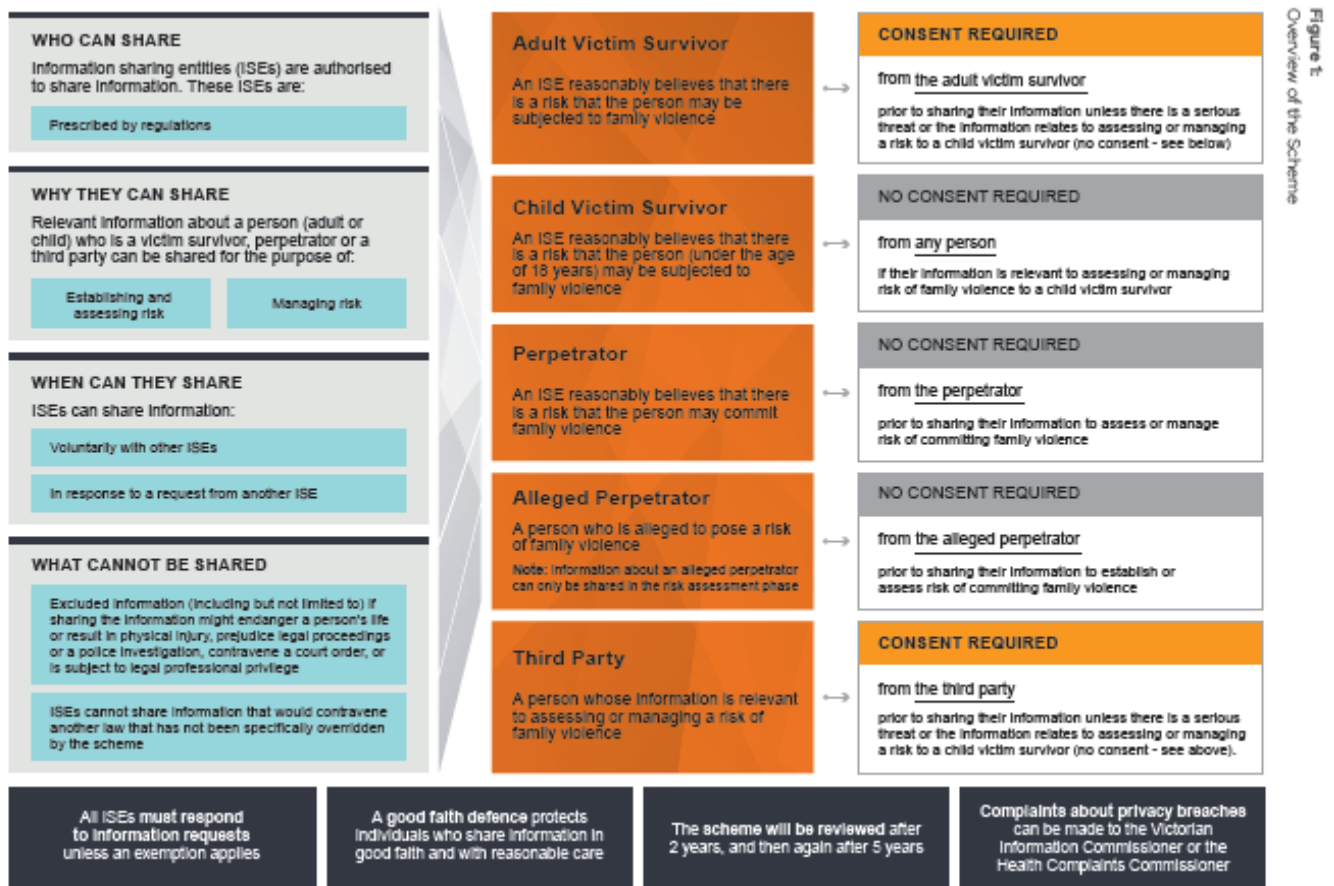 Figure 1:
Overview of the Scheme
WHO CAN SHARE
Information sharing entities (ISEs) are authorised
to share information. These ISEs are:
Prescribed by regulations
WHY THEY CAN SHARE
Relevant information about a person (adult or
child) who is a victim survivor, perpetrator or a
third party can be shared for the purpose of:
Establishing and
assessing risk
Managing risk
WHEN CAN THEY SHARE
ISEs can share information:
Voluntarily with other ISEs
In response to a request from another ISE
WHAT CANNOT BE SHARED
Excluded information (including but not limited to) if
sharing the information might endanger a person's life
or result in physical injury, prejudice legal proceedings
or a police investigation, contravene a court order, or
is subject to legal professional privilege
ISEs cannot share information that would contravene
another law that has not been specifically overridden
by the scheme
Adult Victim Survivor
An ISE reasonably believes that there
is a risk that the person may be
subjected to family violence
CONSENT REQUIRED
from the adult victim survivor
prior to sharing their information unless there is a serious
threat or the information relates to assessing or managing
a risk to a child victim survivor (no consent - see below)
Child Victim Survivor
An ISE reasonably believes that there
is a risk that the person (under the age
of 18 years) may be subjected to
family violence
NO CONSENT REQUIRED
from any person
if their information is relevant to assessing or managing
risk of family violence to a child victim survivor
Perpetrator
An ISE reasonably believes that there
is a risk that the person may commit
family violence
NO CONSENT REQUIRED
from the perpetrator
prior to sharing their information to assess or manage
risk of committing family violence
Alleged Perpetrator
A person who is alleged to pose a risk
of family violence
Note: Information about an alleged perpetrator
can only be shared in the risk assessment phase
NO CONSENT REQUIRED
from the alleged perpetrator
prior to sharing their information to establish or
assess risk of committing family violence
Third Party
A person whose information is relevant
to assessing or managing a risk of
family violence
CONSENT REQUIRED
from the third party
prior to sharing their information unless there is a serious
threat or the information relates to assessing or managing
a risk to a child victim survivor (no consent - see above).
All ISEs must respond
to information requests
unless an exemption applies
A good faith defence protects
individuals who share information in
good faith and with reasonable care
The scheme will be reviewed after
2 years, and then again after 5 years
Complaints about privacy breaches
can be made to the Victorian
Information Commissioner or the
Health Complaints Commissioner